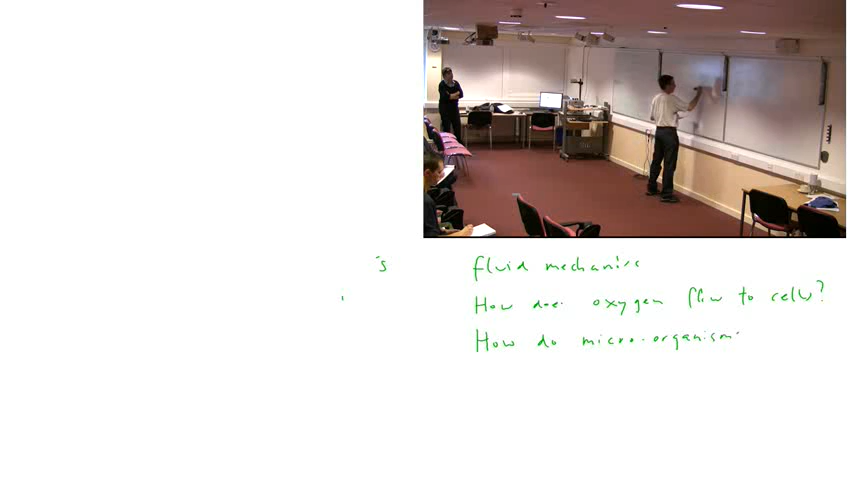 's fluid mechanics
How does oxygen flow to cells?
How do micro-organisms